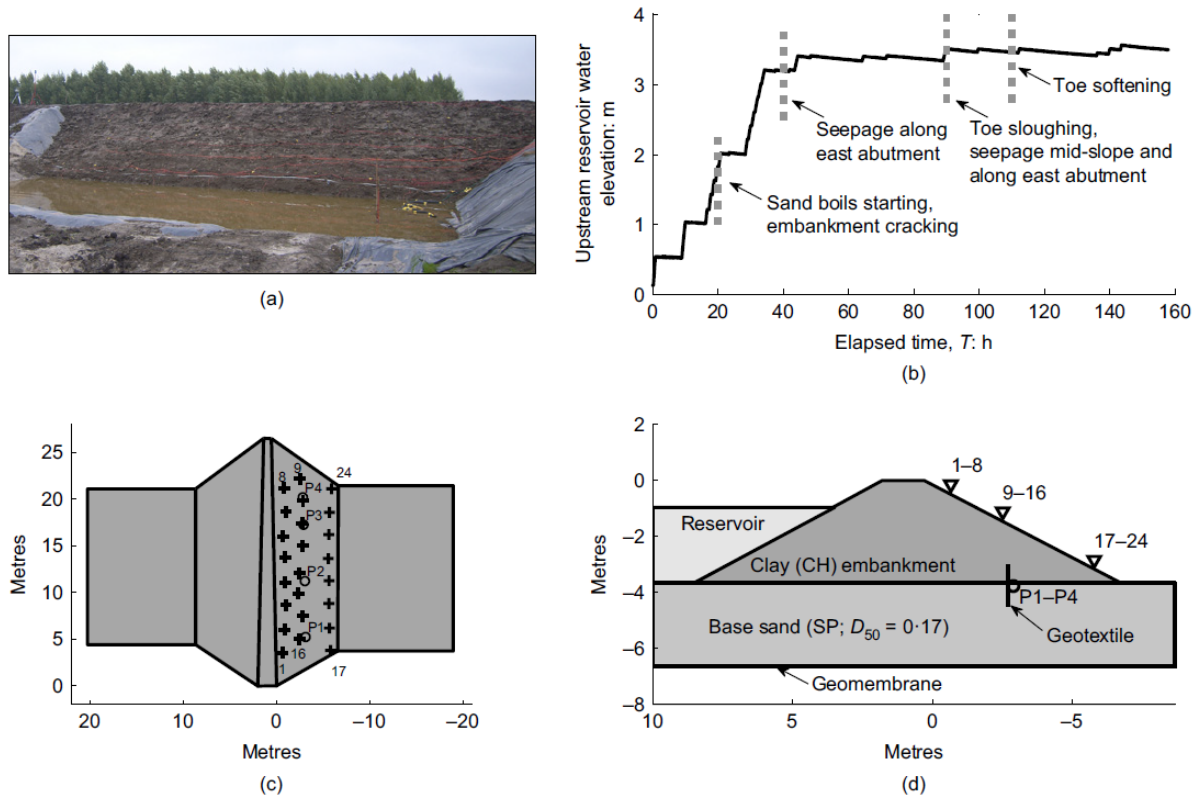 (a)
4
3
2
1
0
Upstream reservoir water
elevation: m
Seepage along
east abutment
Sand boils starting,
embankment cracking
Toe softening
Toe sloughing,
seepage mid-slope and
along east abutment
0 20 40 60 80 100 120 140 160
Elapsed time, T: h
(b)
25
20
15
10
5
0
Metres
8
9
24
P4
P3
P2
P1
1
16
17
20 10 0 –10 –20
Metres
(c)
2
0
–2
–4
–6
–8
Metres
1–8
9–16
17–24
Reservoir
Clay (CH) embankment
P1–P4
Base sand (SP; D50 = 0·17)
Geotextile
Geomembrane
10 5 0 –5
Metres
(d)